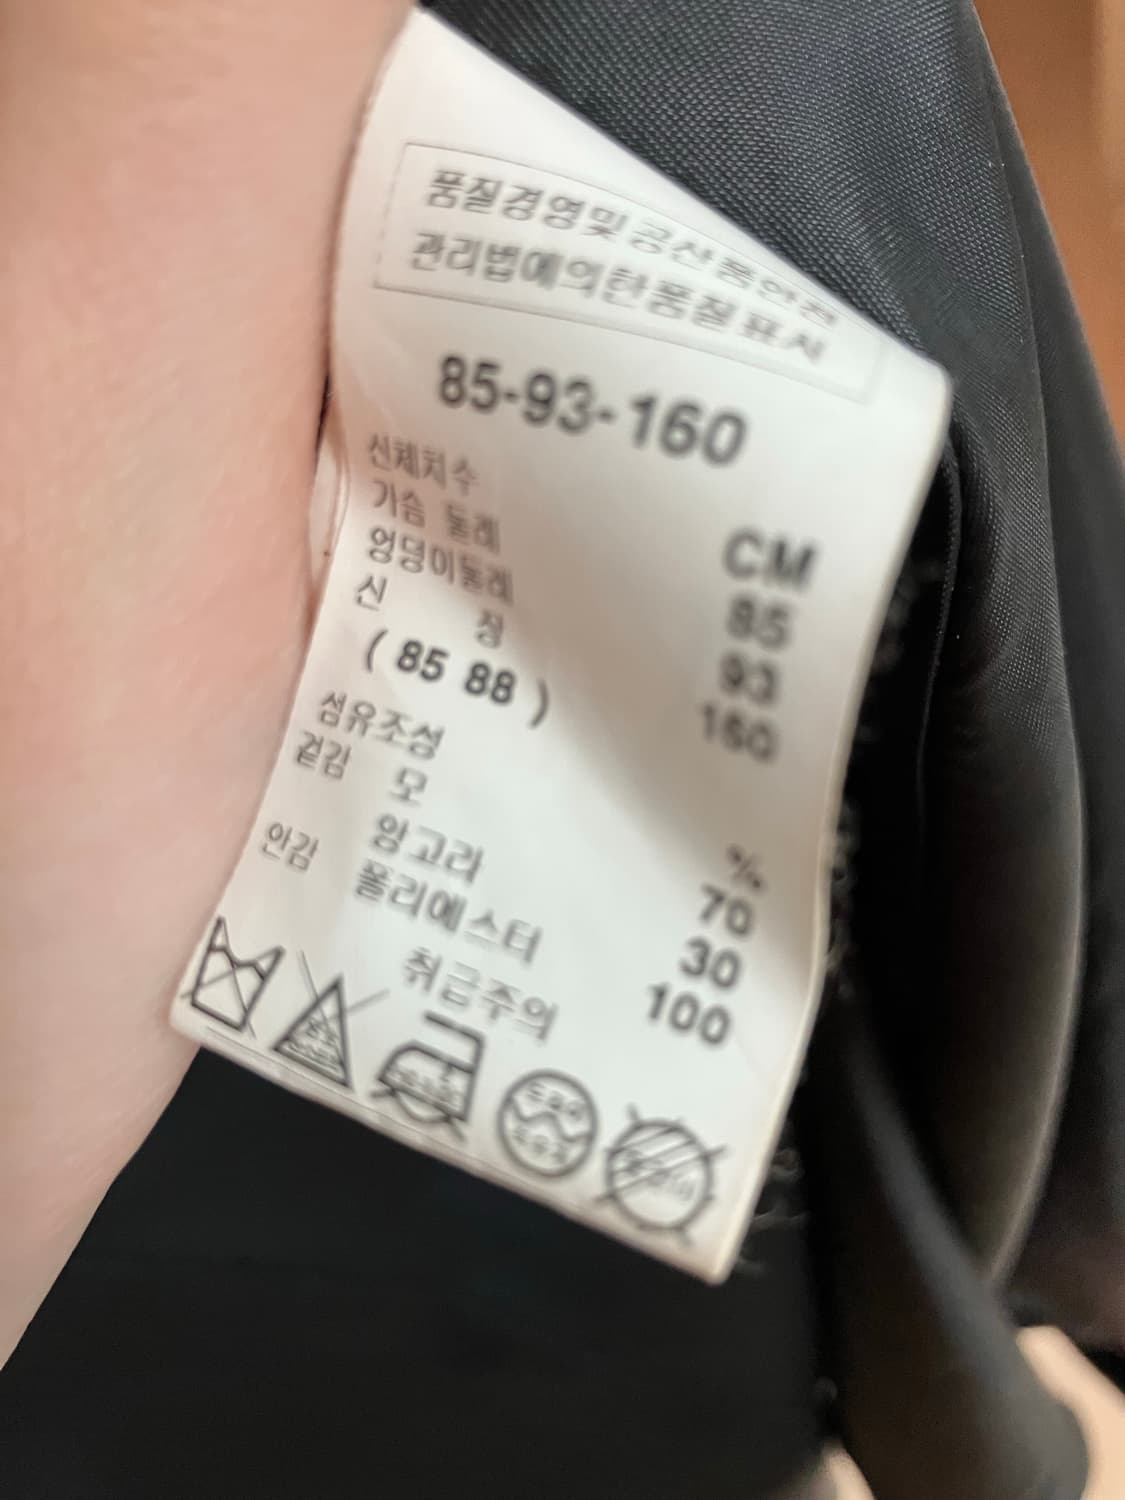 품질경영및 공산품안전
관리법에의한품질표시
85-93-160
신체치수 CM
가슴 둘레 85
엉덩이둘레 93
신 장 160
( 85 88 )
섬유조성 %
겉감 모 70
앙고라 30
안감 폴리에스터 100
취급주의